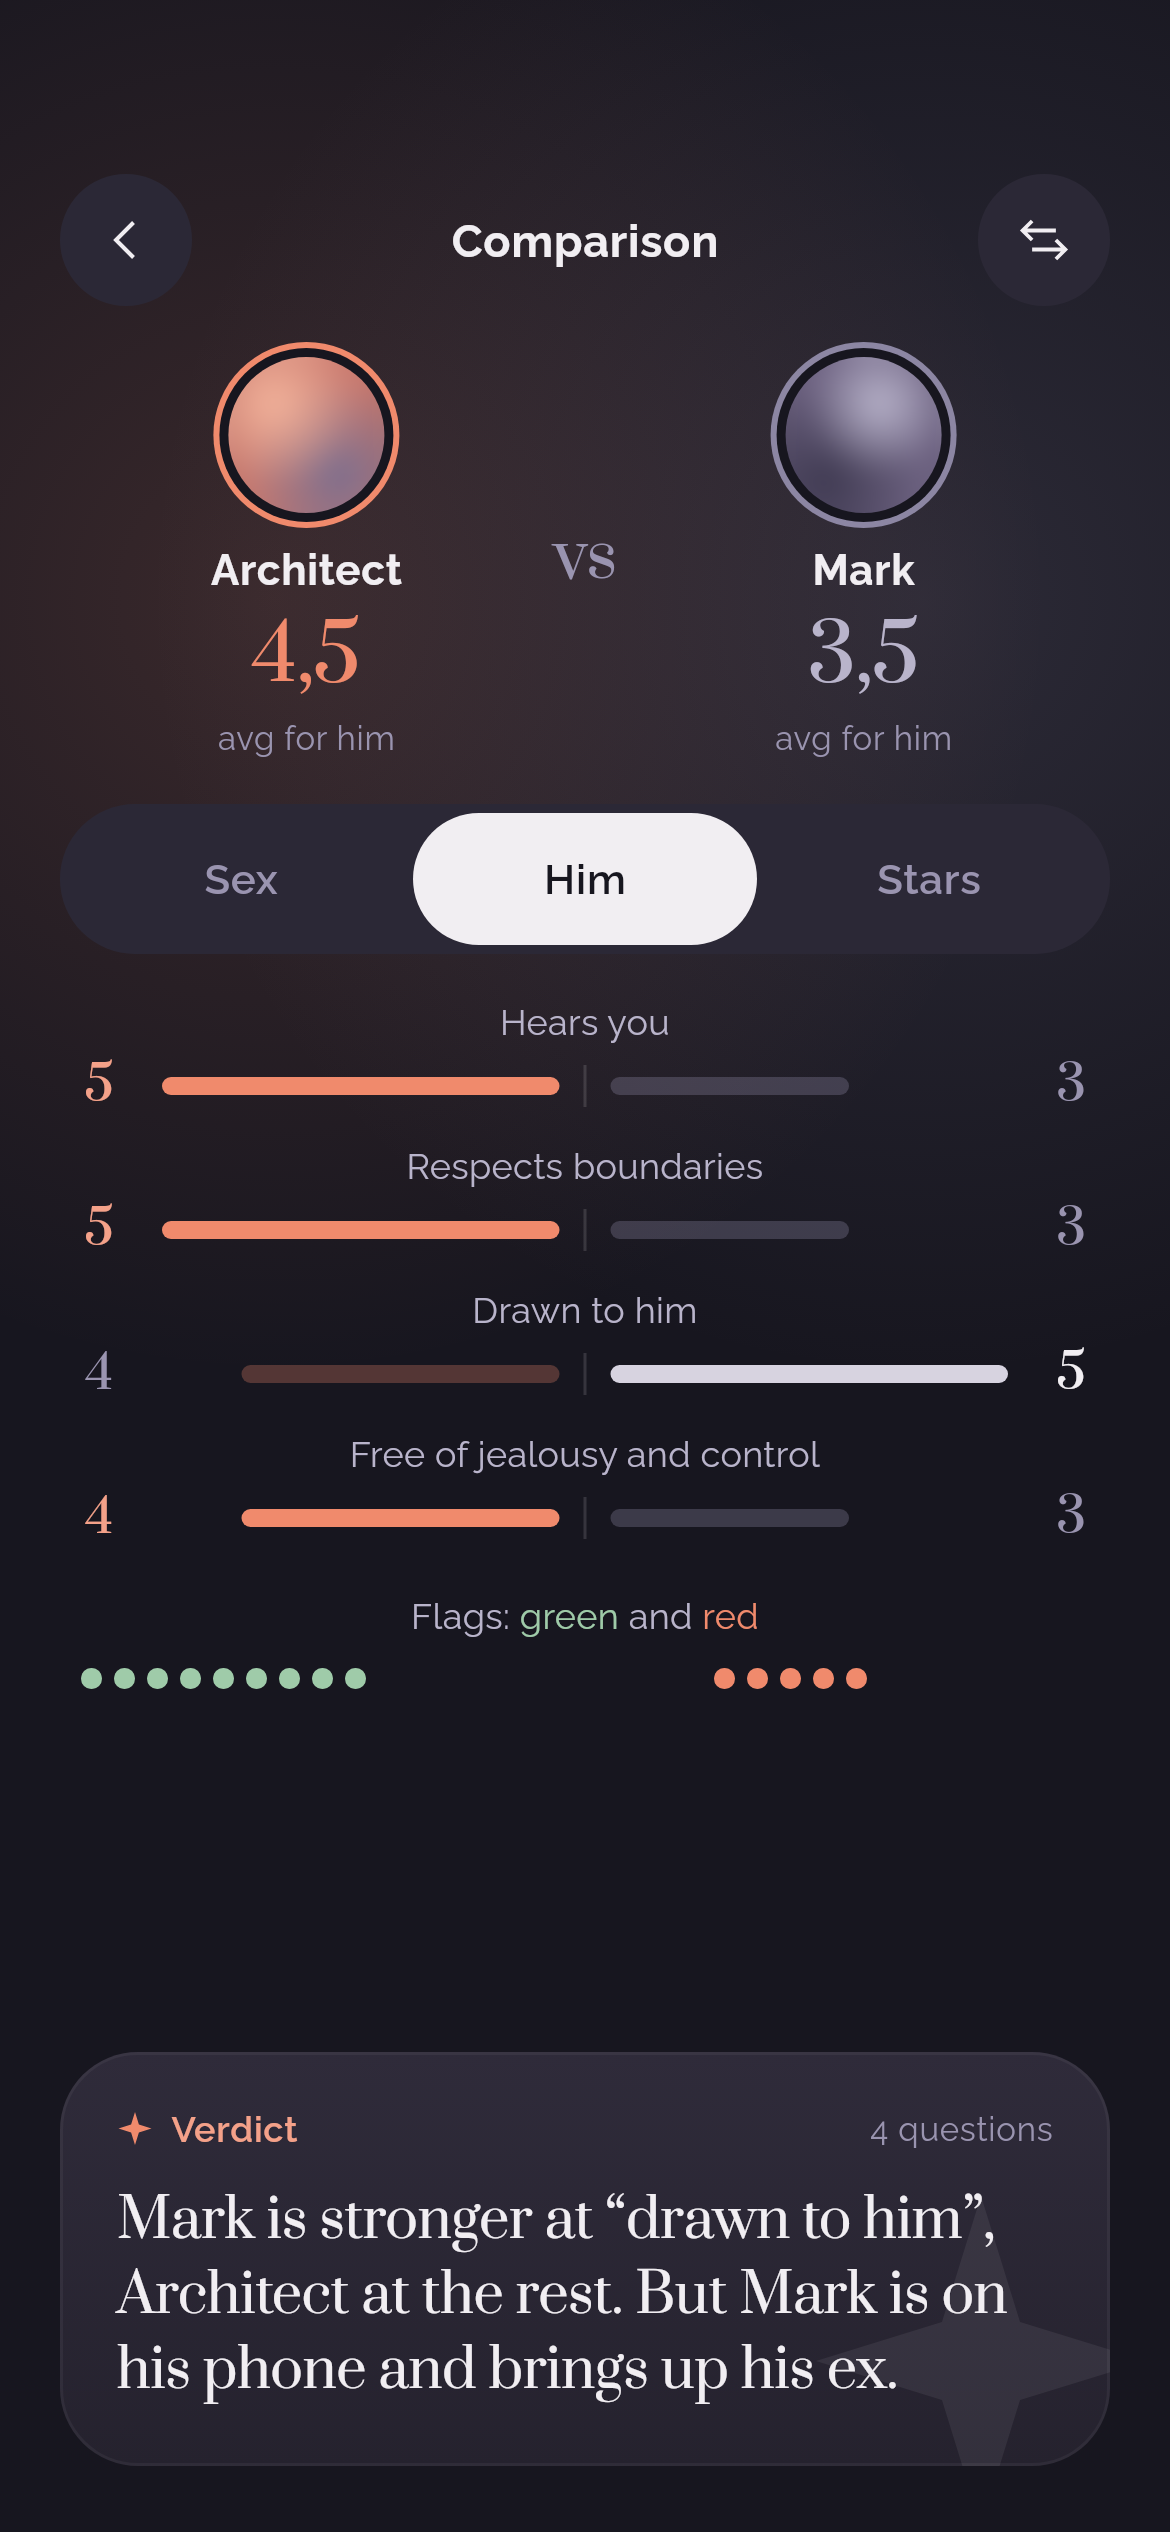 Comparison
Architect
VS
Mark
4,5
3,5
avg for him
avg for him
Sex
Him
Stars
Hears you
5
3
Respects boundaries
5
3
Drawn to him
4
5
Free of jealousy and control
4
3
Flags: green and red
Verdict
4 questions
Mark is stronger at “drawn to him”,
Architect at the rest. But Mark is on
his phone and brings up his ex.